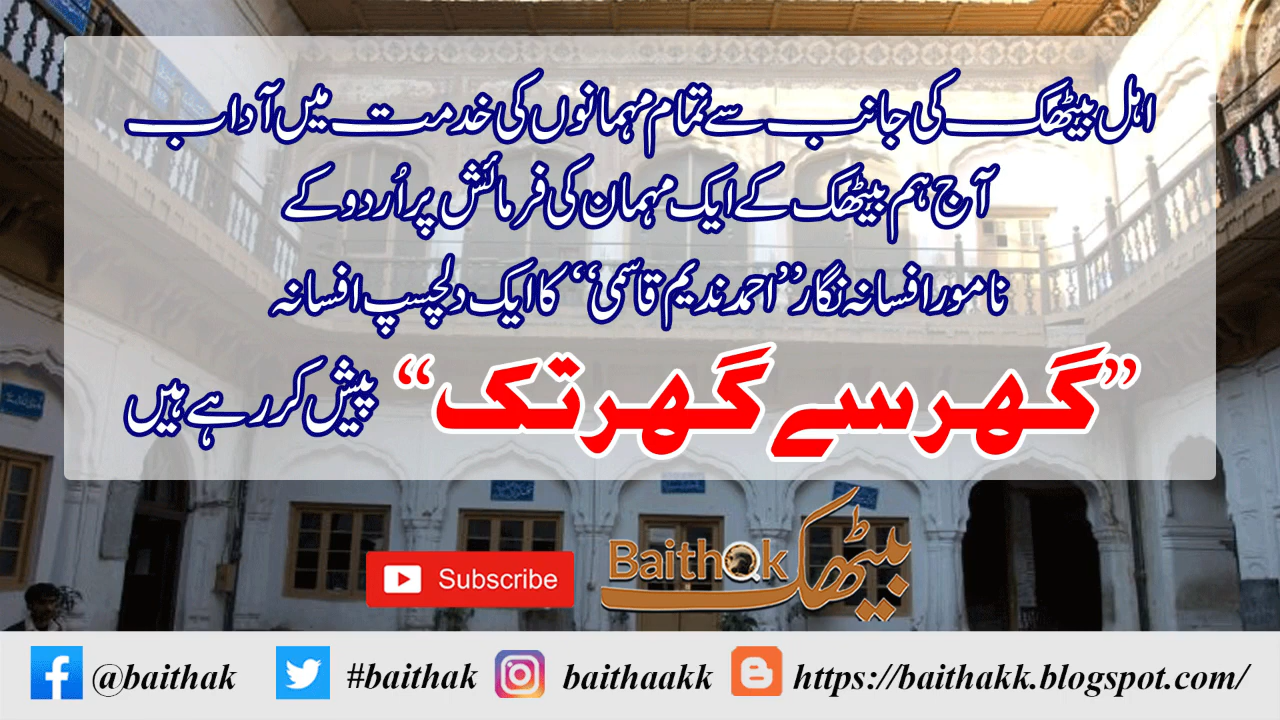 اہل بیٹھک کی جانب سے تمام مہمانوں کی خدمت میں آداب
آج ہم بیٹھک کے ایک مہمان کی فرمائش پر اُردو کے
نامور افسانہ نگار ’’احمد ندیم قاسمی‘‘ کا ایک دلچسپ افسانہ
”گھر سے گھر تک“ پیش کر رہے ہیں
Subscribe
Baithak بیٹھک
@baithak #baithak baithaakk https://baithakk.blogspot.com/